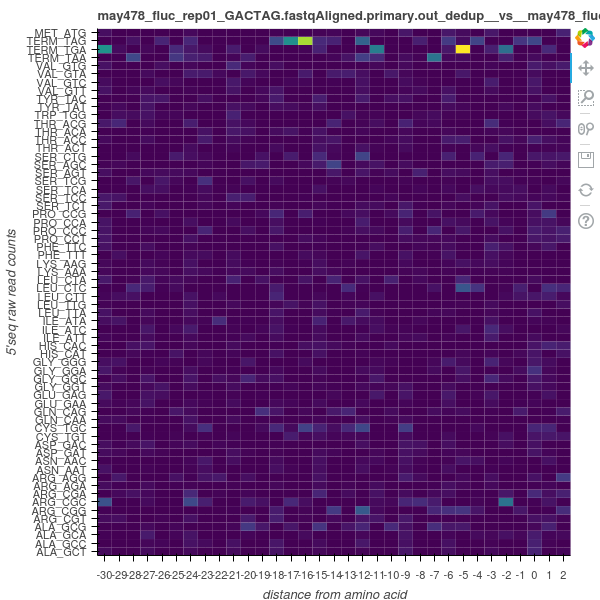 may478_fluc_rep01_GACTAG.fastqAligned.primary.out_dedup__vs__may478_fluc
MET_ATG
TERM_TAG
TERM_TGA
TERM_TAA
VAL_GTG
VAL_GTA
VAL_GTC
VAL_GTT
TYR_TAC
TYR_TAT
TRP_TGG
THR_ACG
THR_ACA
THR_ACC
THR_ACT
SER_CTG
SER_AGC
SER_AGT
SER_TCG
SER_TCA
SER_TCC
SER_TCT
PRO_CCG
PRO_CCA
PRO_CCC
PRO_CCT
PHE_TTC
PHE_TTT
LYS_AAG
LYS_AAA
LEU_CTA
LEU_CTC
LEU_CTT
LEU_TTG
LEU_TTA
ILE_ATA
ILE_ATC
ILE_ATT
HIS_CAC
HIS_CAT
GLY_GGG
GLY_GGA
GLY_GGC
GLY_GGT
GLU_GAG
GLU_GAA
GLN_CAG
GLN_CAA
CYS_TGC
CYS_TGT
ASP_GAC
ASP_GAT
ASN_AAC
ASN_AAT
ARG_AGG
ARG_AGA
ARG_CGA
ARG_CGC
ARG_CGG
ARG_CGT
ALA_GCG
ALA_GCA
ALA_GCC
ALA_GCT
5'seq raw read counts
-30 -29 -28 -27 -26 -25 -24 -23 -22 -21 -20 -19 -18 -17 -16 -15 -14 -13 -12 -11 -10 -9 -8 -7 -6 -5 -4 -3 -2 -1 0 1 2
distance from amino acid